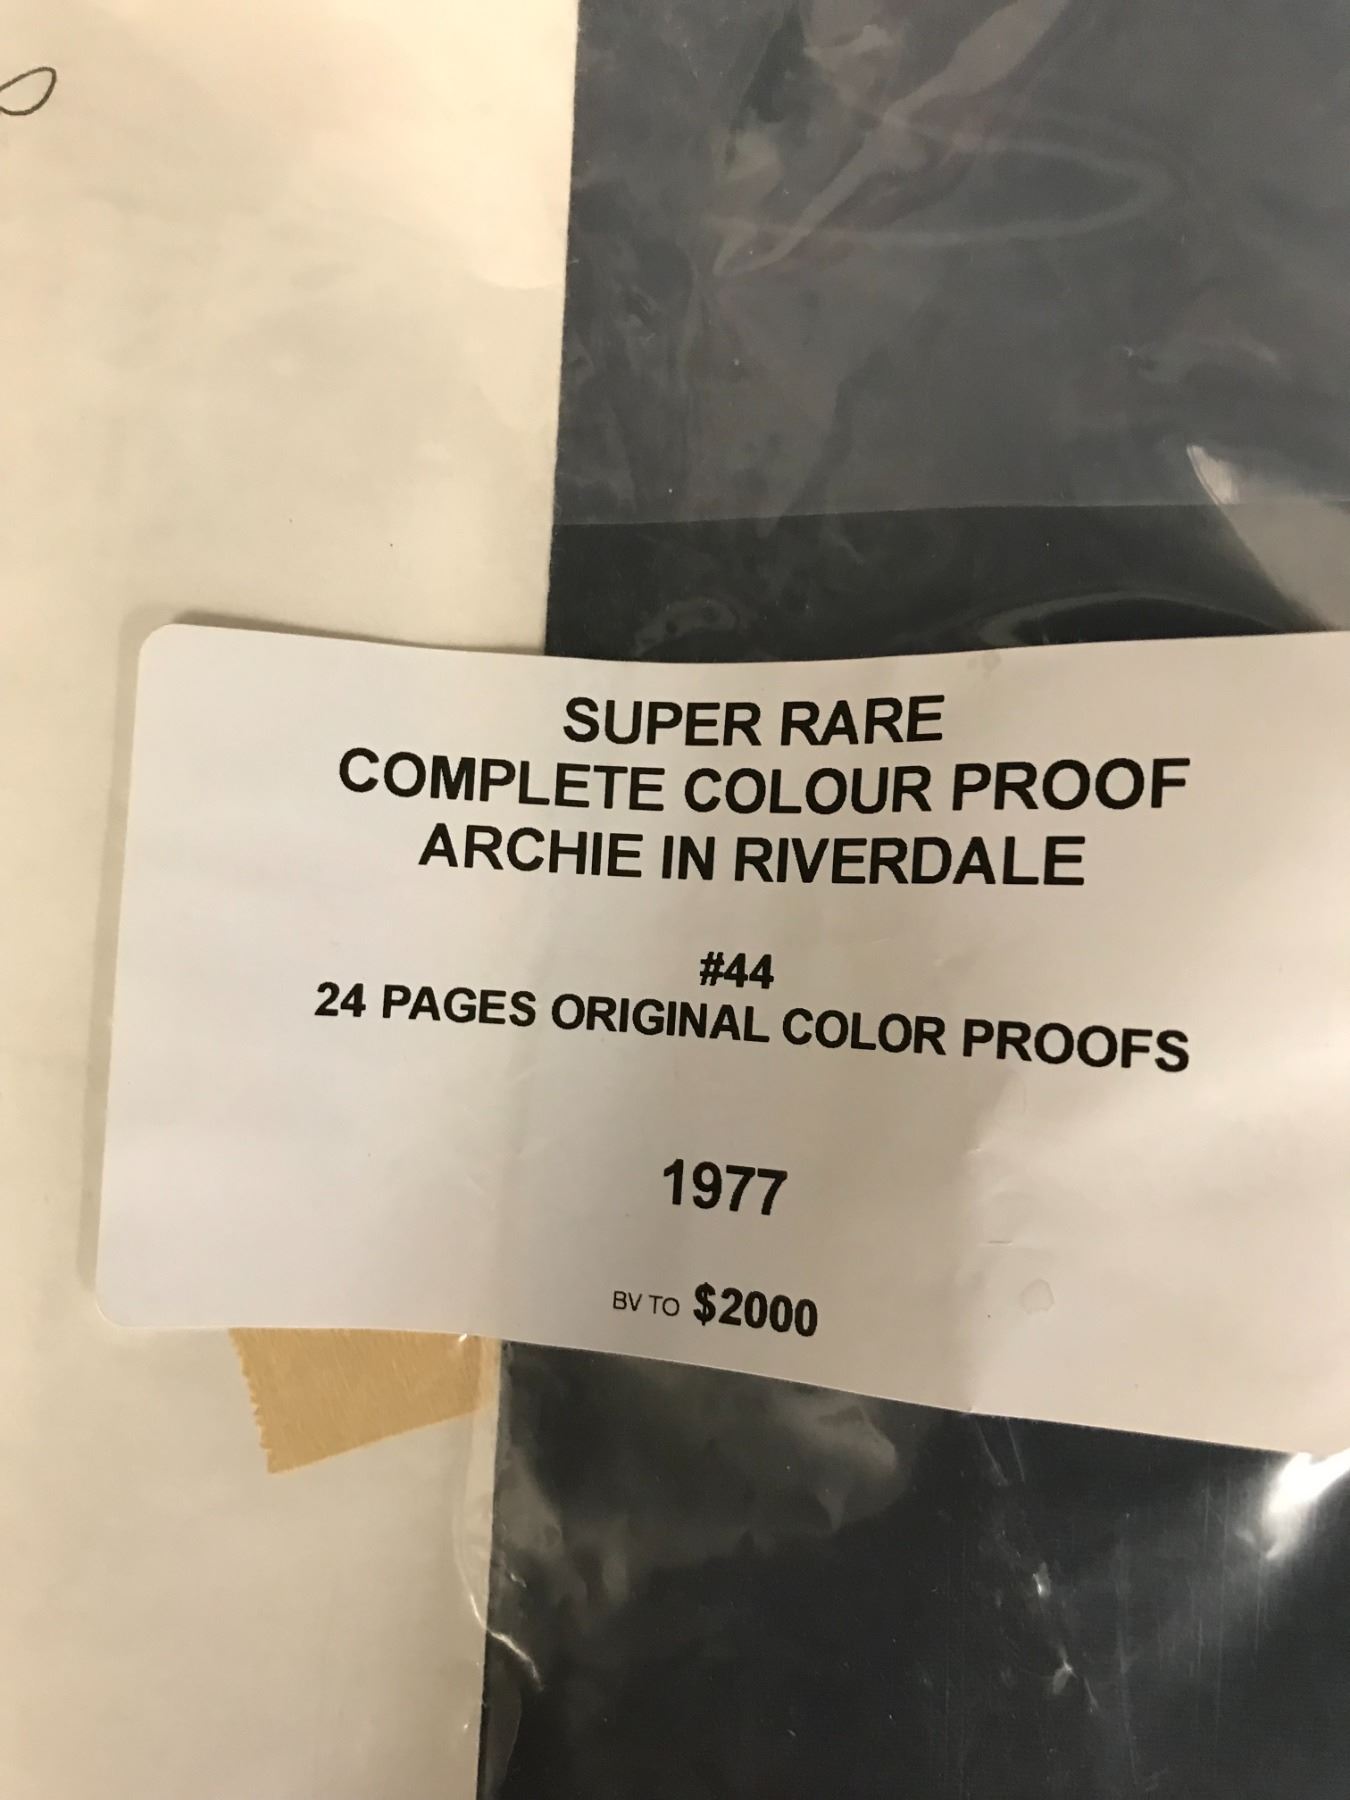 SUPER RARE
COMPLETE COLOUR PROOF
ARCHIE IN RIVERDALE
#44
24 PAGES ORIGINAL COLOR PROOFS
1977
BV TO $2000